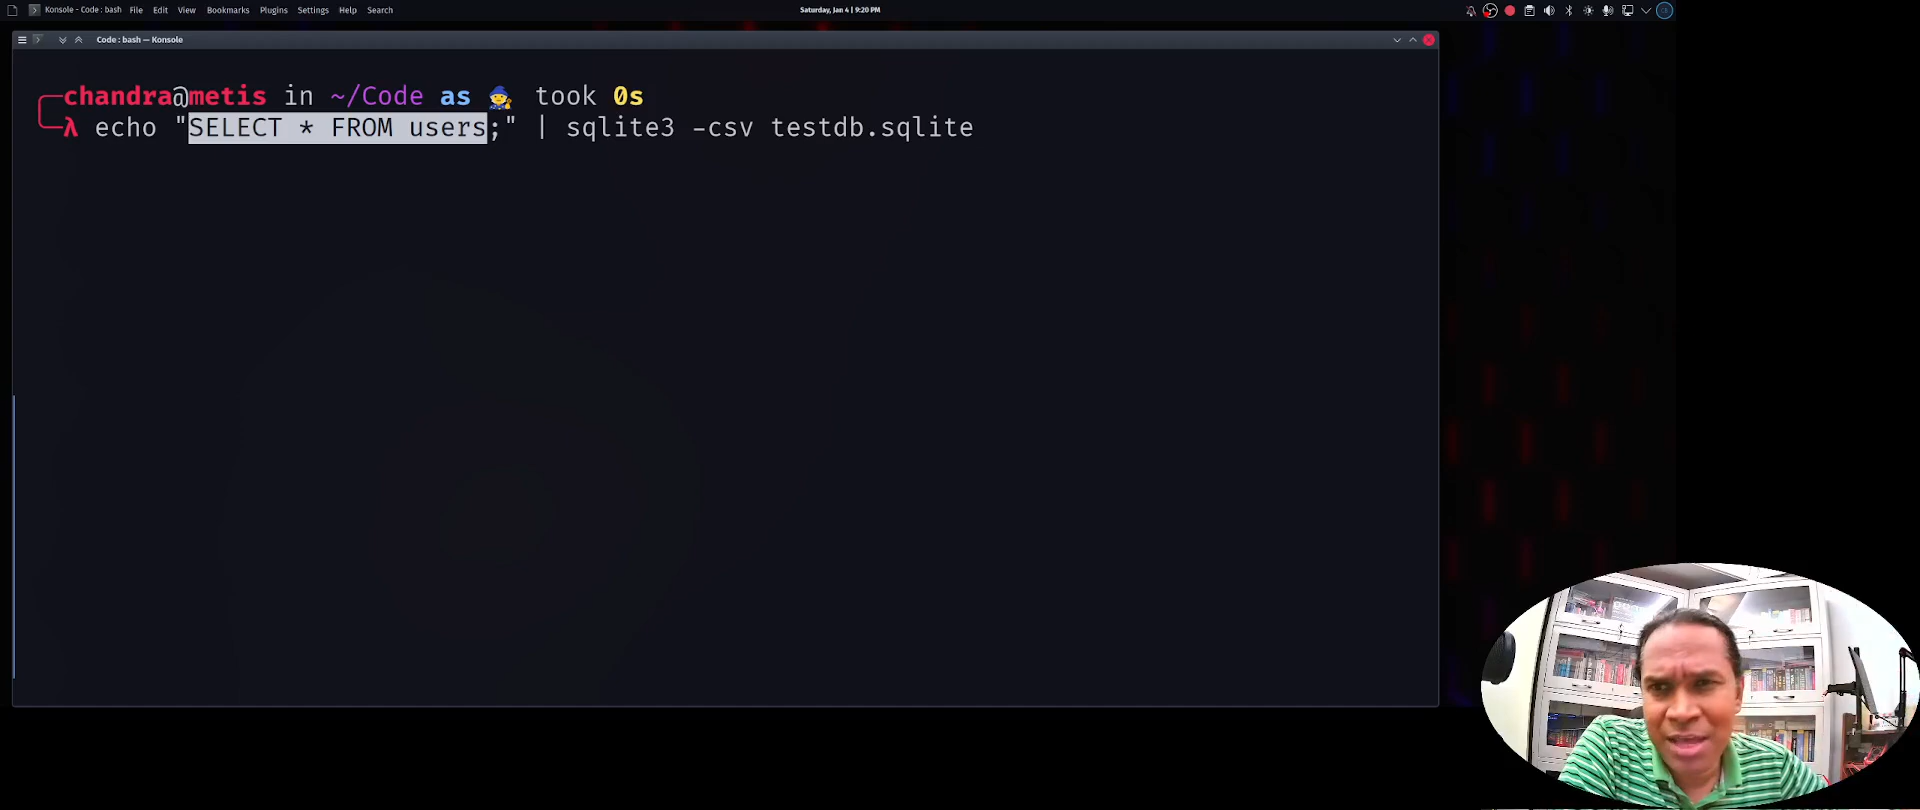 Konsole - Code : bash File Edit View Bookmarks Plugins Settings Help Search Saturday, Jan 4 | 9:20 PM
Code : bash — Konsole
chandra@metis in ~/Code as 🧙 took 0s
λ echo "SELECT * FROM users;" | sqlite3 -csv testdb.sqlite